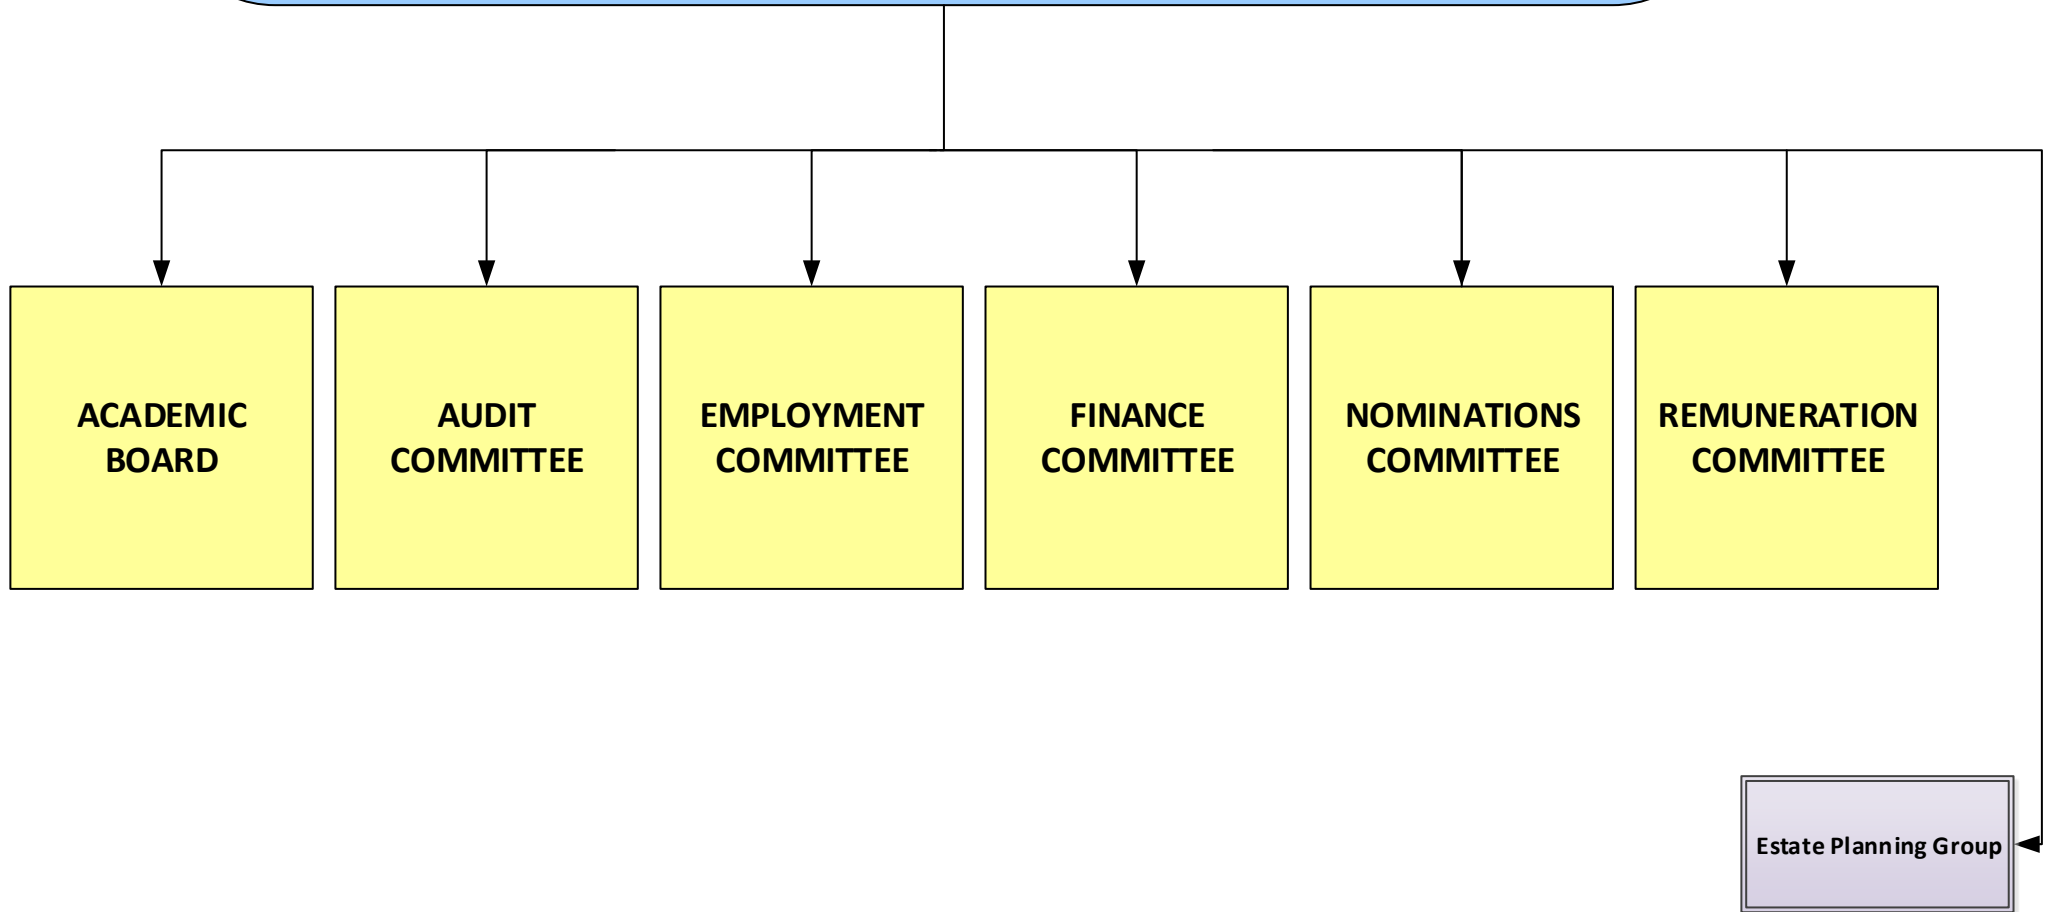 ACADEMIC
BOARD
AUDIT
COMMITTEE
EMPLOYMENT
COMMITTEE
FINANCE
COMMITTEE
NOMINATIONS
COMMITTEE
REMUNERATION
COMMITTEE
Estate Planning Group